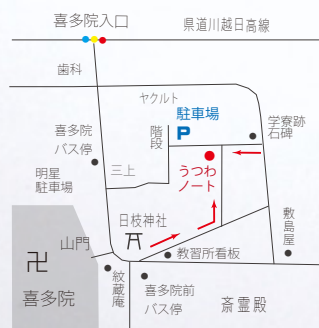 喜多院入口
県道川越日高線
歯科
ヤクルト
駐車場
P
階段
学寮跡
石碑
喜多院
バス停
うつわ
ノート
三上
明星
駐車場
日枝神社
敷島屋
山門
教習所看板
卍
喜多院
紋蔵庵
喜多院前
バス停
斎霊殿